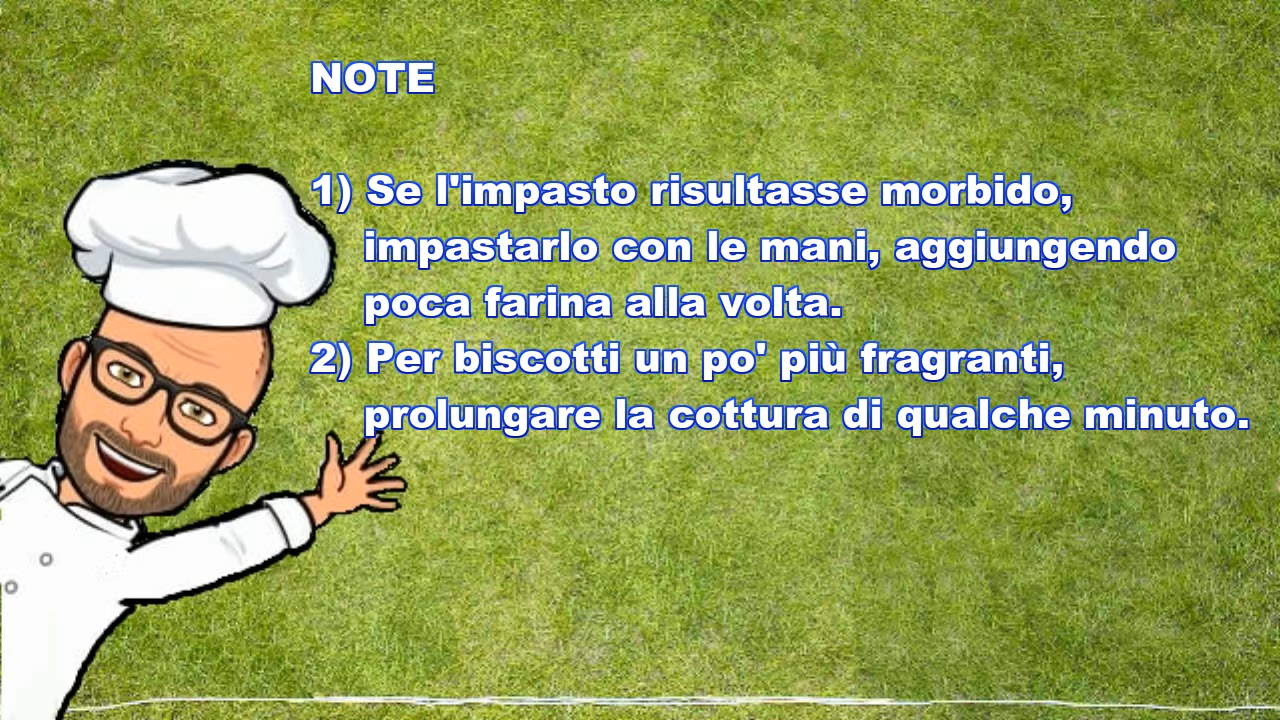 NOTE
1) Se l'impasto risultasse morbido,
impastarlo con le mani, aggiungendo
poca farina alla volta.
2) Per biscotti un po' più fragranti,
prolungare la cottura di qualche minuto.